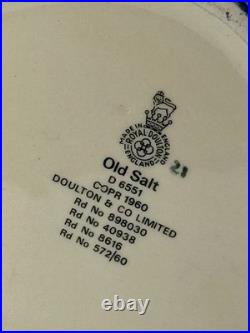 MADE IN ENGLAND
ROYAL DOULTON
ENGLAND
21
Old Salt
D 6551
COPR 1960
DOULTON & CO LIMITED
Rd No 898030
Rd No 40938
Rd No 8616
Rd No 572/60